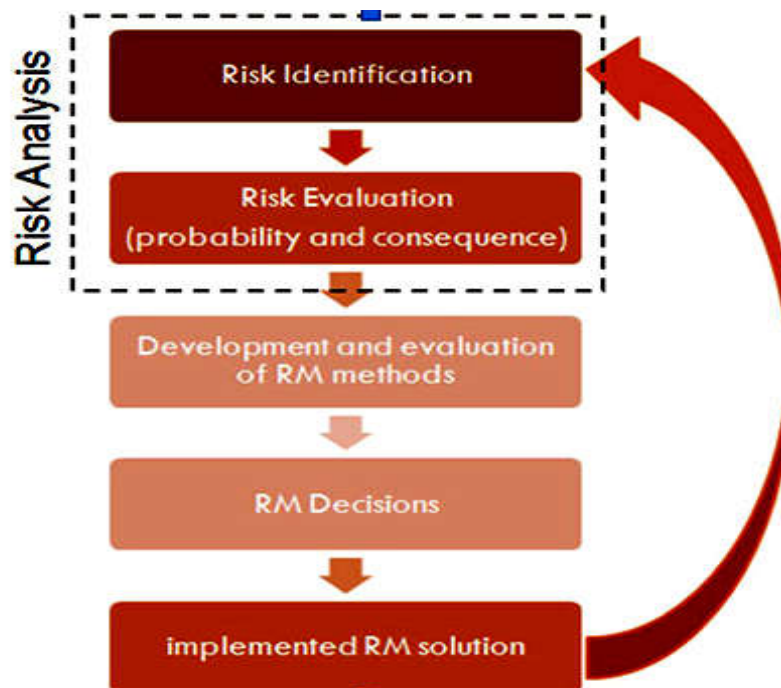 Risk Analysis
Risk Identification
Risk Evaluation
(probability and consequence)
Development and evaluation
of RM methods
RM Decisions
implemented RM solution